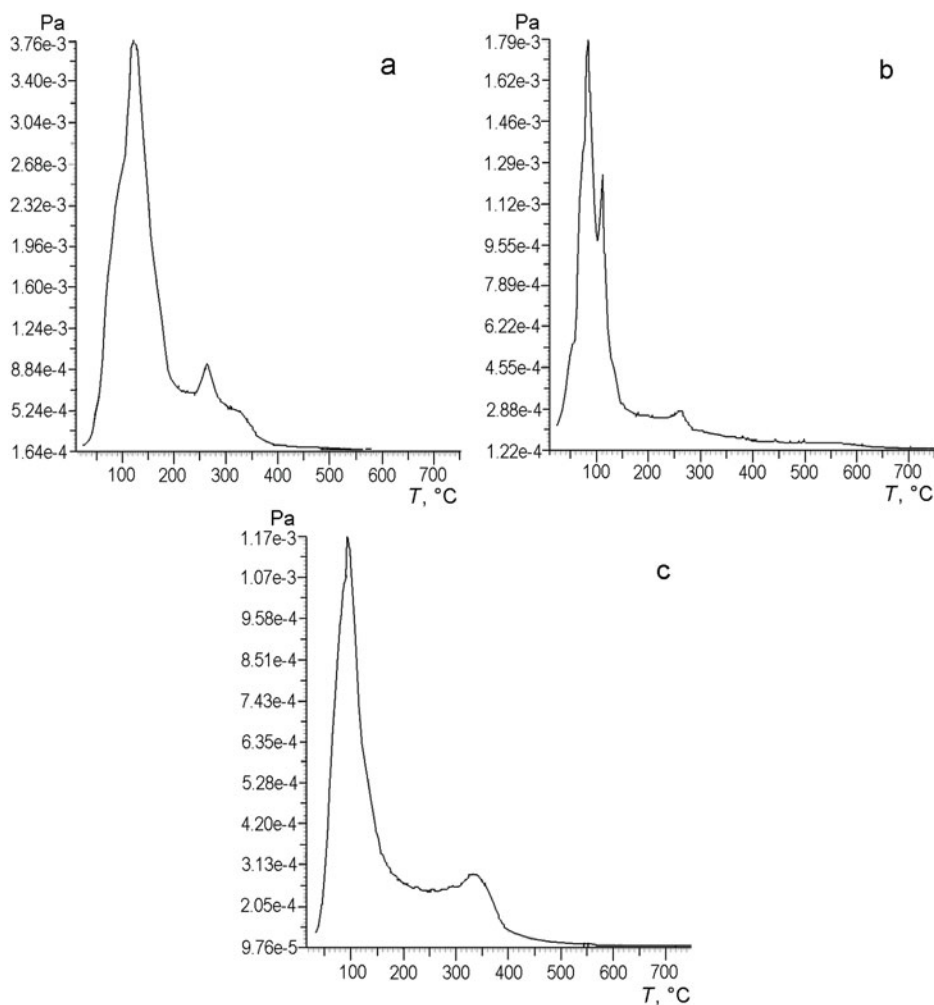 Pa
a
3.76e-3
3.40e-3
3.04e-3
2.68e-3
2.32e-3
1.96e-3
1.60e-3
1.24e-3
8.84e-4
5.24e-4
1.64e-4
100 200 300 400 500 600 700
T, °C
Pa
b
1.79e-3
1.62e-3
1.46e-3
1.29e-3
1.12e-3
9.55e-4
7.89e-4
6.22e-4
4.55e-4
2.88e-4
1.22e-4
100 200 300 400 500 600 700
T, °C
Pa
c
1.17e-3
1.07e-3
9.58e-4
8.51e-4
7.43e-4
6.35e-4
5.28e-4
4.20e-4
3.13e-4
2.05e-4
9.76e-5
100 200 300 400 500 600 700
T, °C